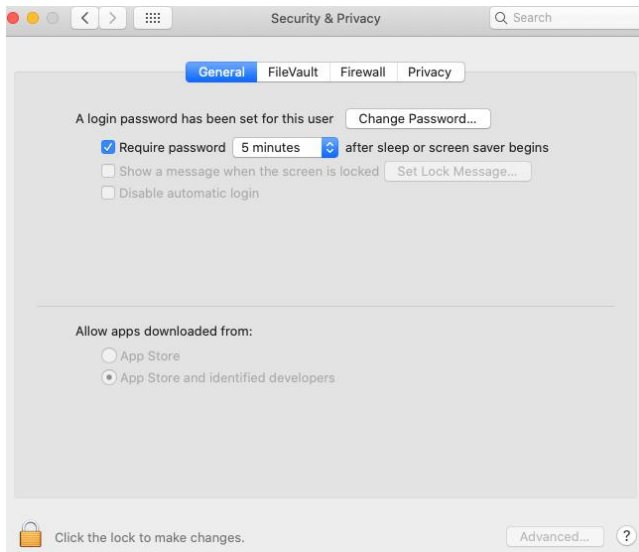 Security & Privacy
Search
General FileVault Firewall Privacy
A login password has been set for this user Change Password...
Require password 5 minutes after sleep or screen saver begins
Show a message when the screen is locked Set Lock Message...
Disable automatic login
Allow apps downloaded from:
App Store
App Store and identified developers
Click the lock to make changes.
Advanced... ?